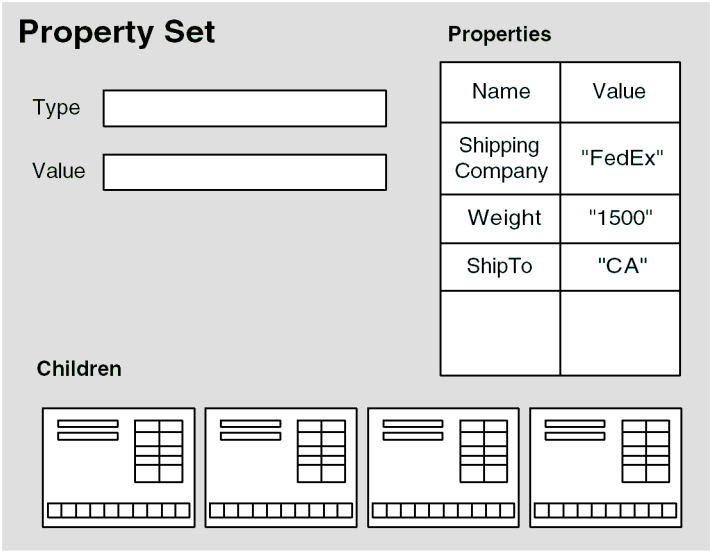 Property Set
Type
Value
Properties
Name Value
Shipping
Company
"FedEx"
Weight "1500"
ShipTo "CA"
Children